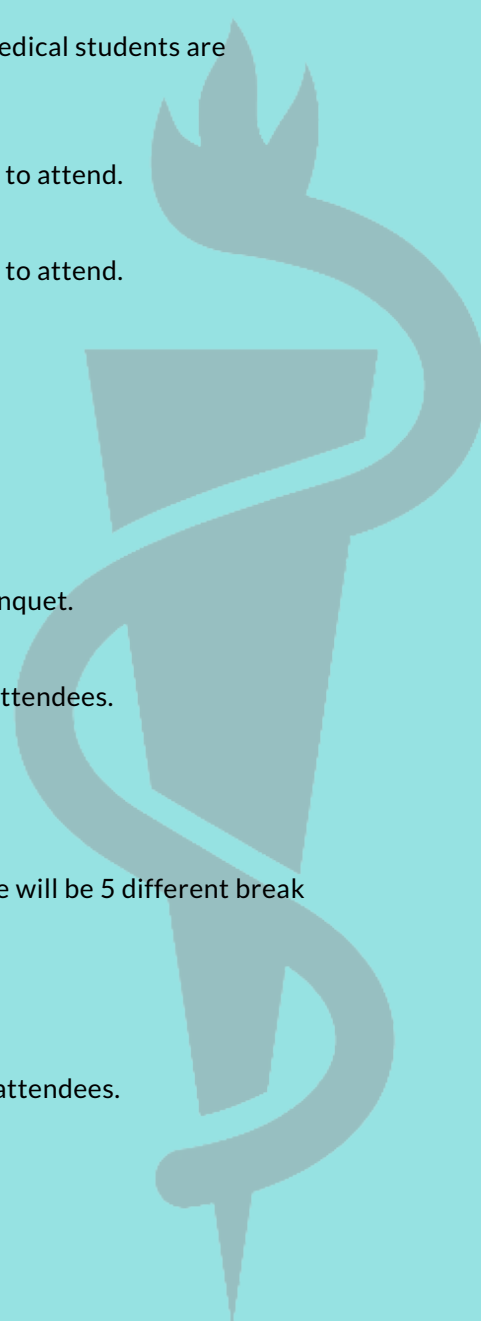 edical students are
to attend.
to attend.
nquet.
ttendees.
e will be 5 different break
attendees.